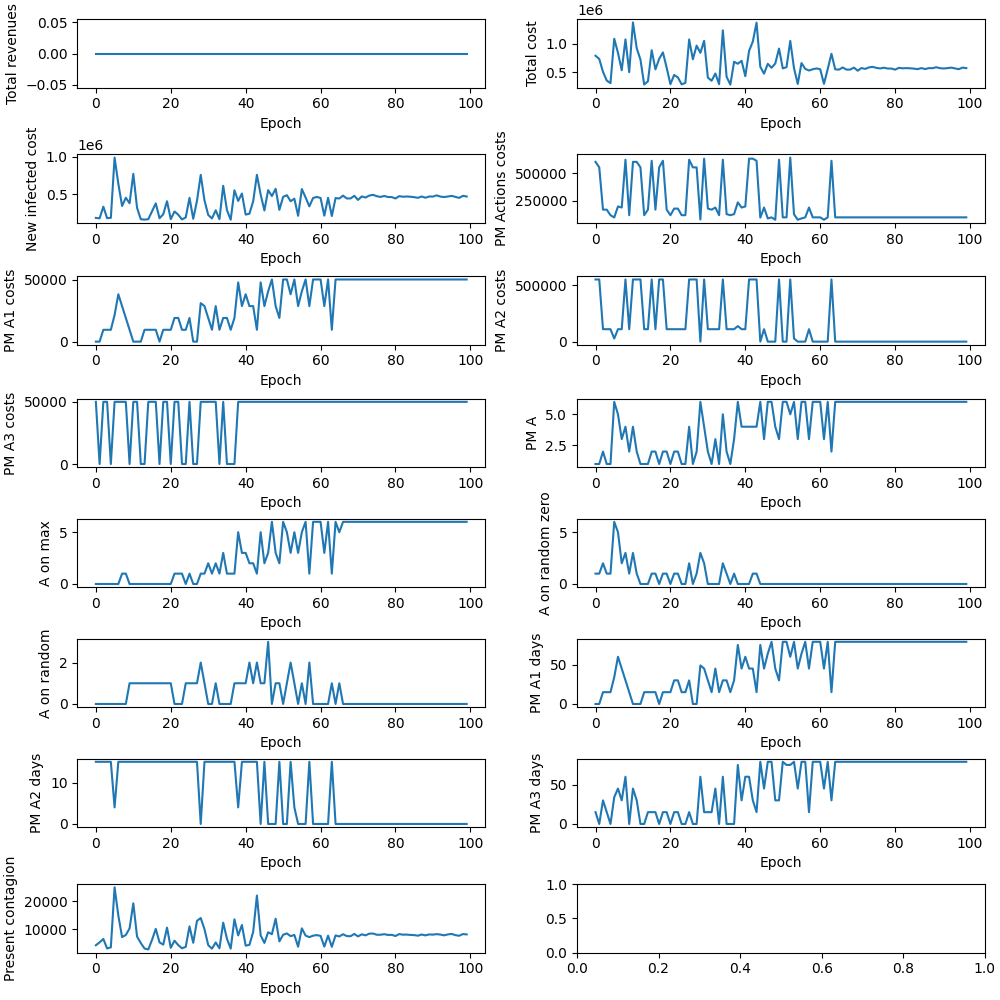 Total revenues
0.05
0.00
−0.05
0 20 40 60 80 100
Epoch
1e6
Total cost
1.0
0.5
0 20 40 60 80 100
Epoch
1e6
New infected cost
1.0
0.5
0 20 40 60 80 100
Epoch
PM Actions costs
500000
250000
0 20 40 60 80 100
Epoch
PM A1 costs
50000
0
0 20 40 60 80 100
Epoch
PM A2 costs
500000
0
0 20 40 60 80 100
Epoch
PM A3 costs
50000
0
0 20 40 60 80 100
Epoch
PM A
5.0
2.5
0 20 40 60 80 100
Epoch
A on max
5
0
0 20 40 60 80 100
Epoch
A on random zero
5
0
0 20 40 60 80 100
Epoch
A on random
2
0
0 20 40 60 80 100
Epoch
PM A1 days
50
0
0 20 40 60 80 100
Epoch
PM A2 days
10
0
0 20 40 60 80 100
Epoch
PM A3 days
50
0
0 20 40 60 80 100
Epoch
Present contagion
20000
10000
0 20 40 60 80 100
Epoch
1.0
0.5
0.0
0.0 0.2 0.4 0.6 0.8 1.0